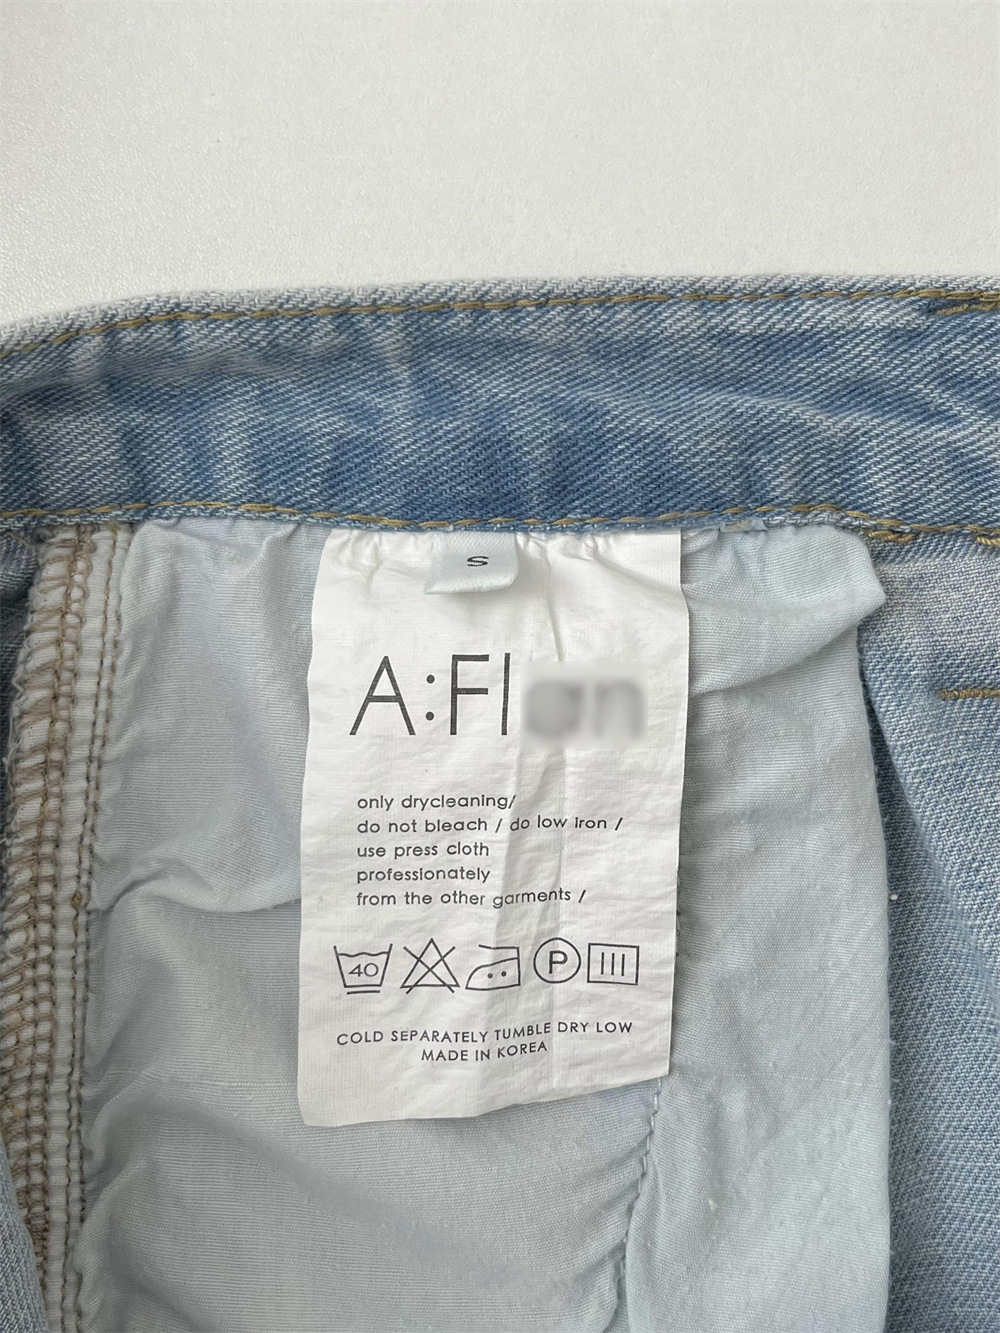 S
A:Fl
only drycleaning/
do not bleach / do low Iron /
use press cloth
professionately
from the other garments /
40 P
COLD SEPARATELY TUMBLE DRY LOW
MADE IN KOREA